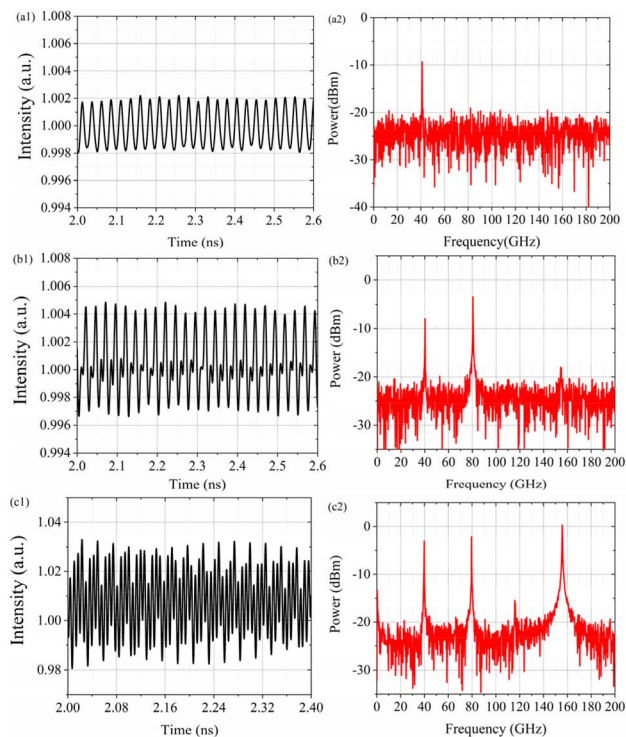 (a1)
1.008
1.006
1.004
1.002
1.000
0.998
0.996
0.994
Intensity (a.u.)
2.0 2.1 2.2 2.3 2.4 2.5 2.6
Time (ns)
(a2)
0
-10
-20
-30
-40
Power(dBm)
0 20 40 60 80 100 120 140 160 180 200
Frequency(GHz)
(b1)
1.008
1.006
1.004
1.002
1.000
0.998
0.996
0.994
Intensity (a.u.)
2.0 2.1 2.2 2.3 2.4 2.5 2.6
Time (ns)
(b2)
0
-10
-20
-30
Power (dBm)
0 20 40 60 80 100 120 140 160 180 200
Frequency (GHz)
(c1)
1.04
1.02
1.00
0.98
Intensity (a.u.)
2.00 2.08 2.16 2.24 2.32 2.40
Time (ns)
(c2)
0
-10
-20
-30
Power (dBm)
0 20 40 60 80 100 120 140 160 180 200
Frequency (GHz)